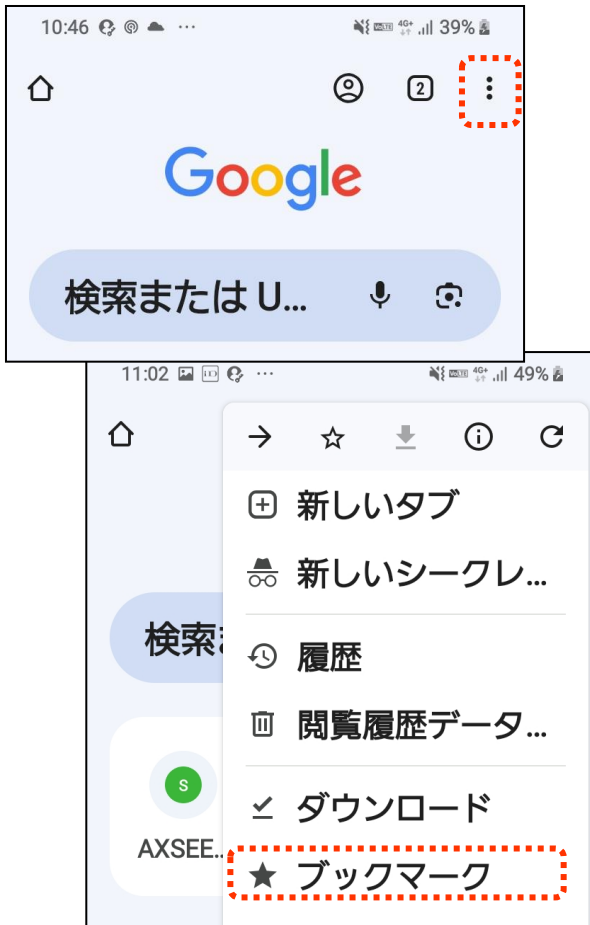 10:46 ··· 4G+ 39%
2
Google
検索または U...
11:02 ··· 4G+ 49%
新しいタブ
新しいシークレ...
検索
履歴
閲覧履歴データ...
S
ダウンロード
AXSEE..
ブックマーク